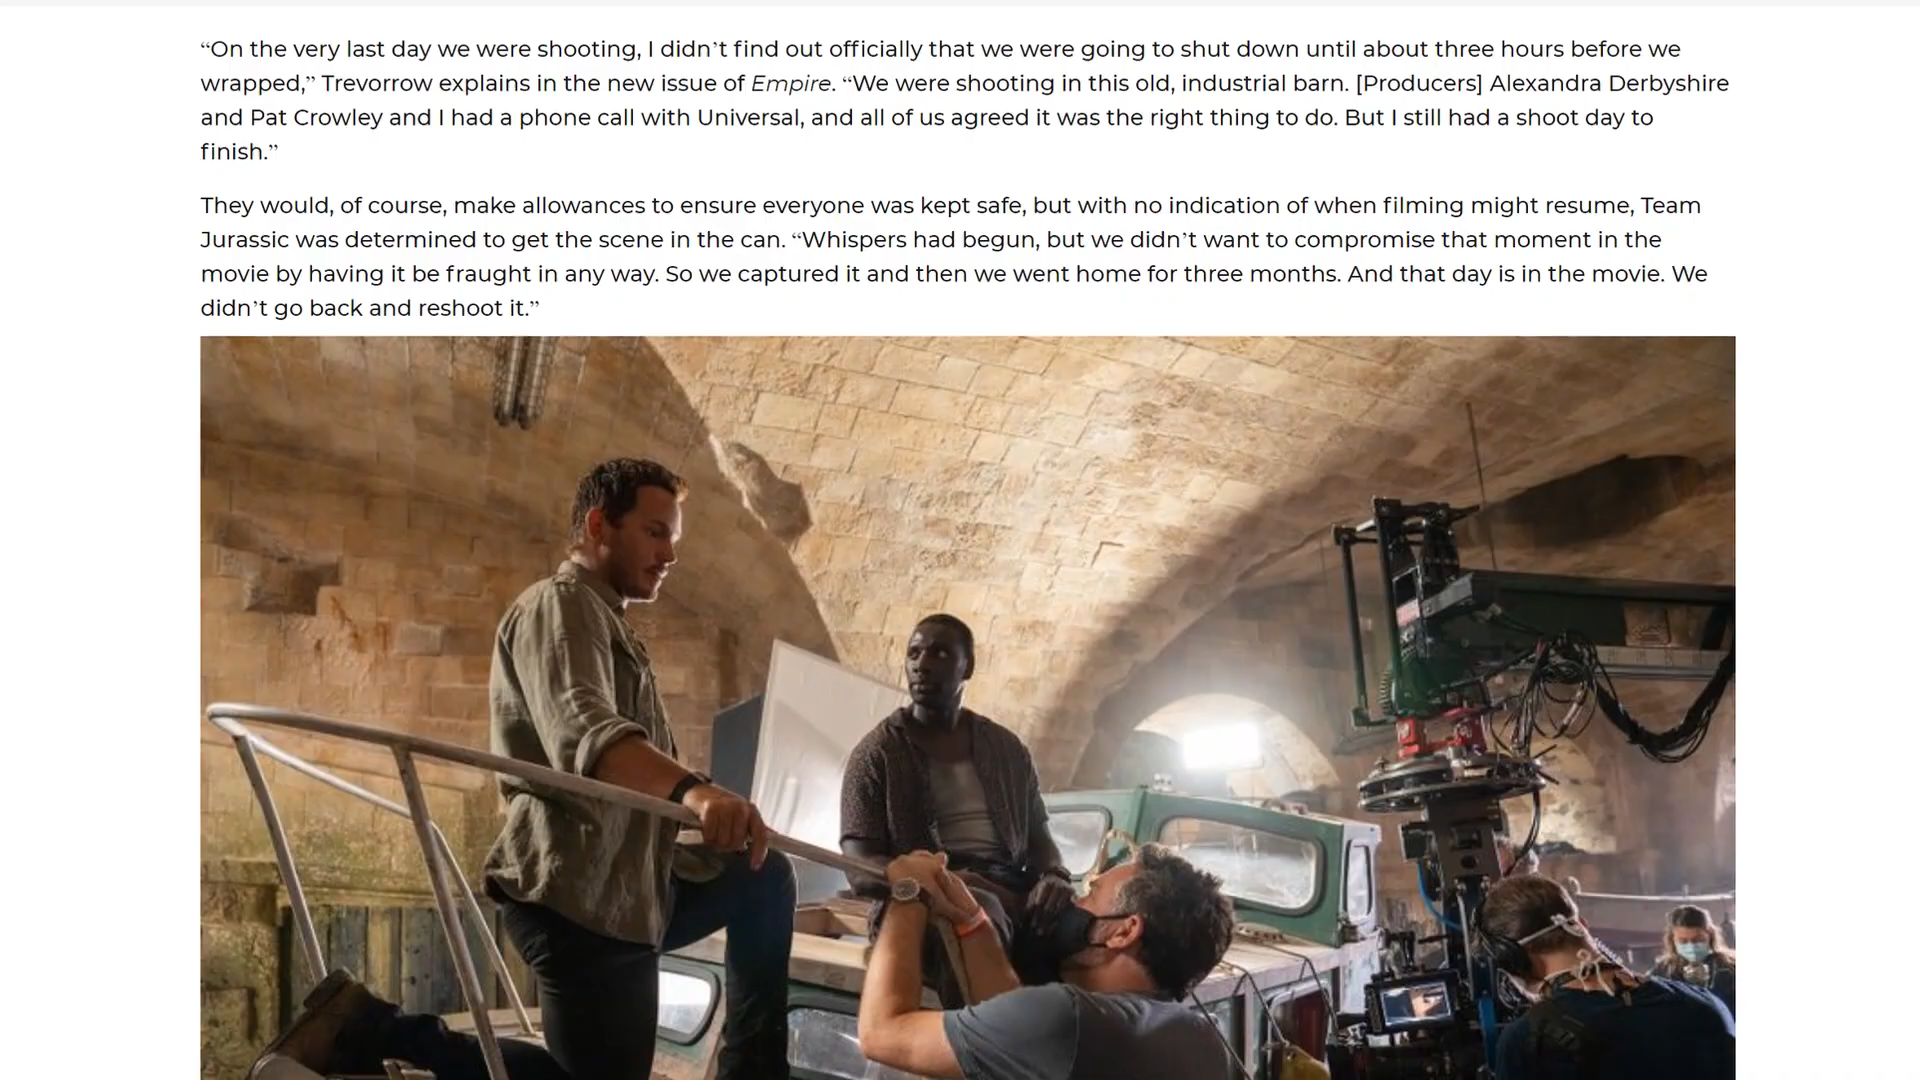 “On the very last day we were shooting, I didn’t find out officially that we were going to shut down until about three hours before we
wrapped,” Trevorrow explains in the new issue of Empire. “We were shooting in this old, industrial barn. [Producers] Alexandra Derbyshire
and Pat Crowley and I had a phone call with Universal, and all of us agreed it was the right thing to do. But I still had a shoot day to
finish.”
They would, of course, make allowances to ensure everyone was kept safe, but with no indication of when filming might resume, Team
Jurassic was determined to get the scene in the can. “Whispers had begun, but we didn’t want to compromise that moment in the
movie by having it be fraught in any way. So we captured it and then we went home for three months. And that day is in the movie. We
didn’t go back and reshoot it.”